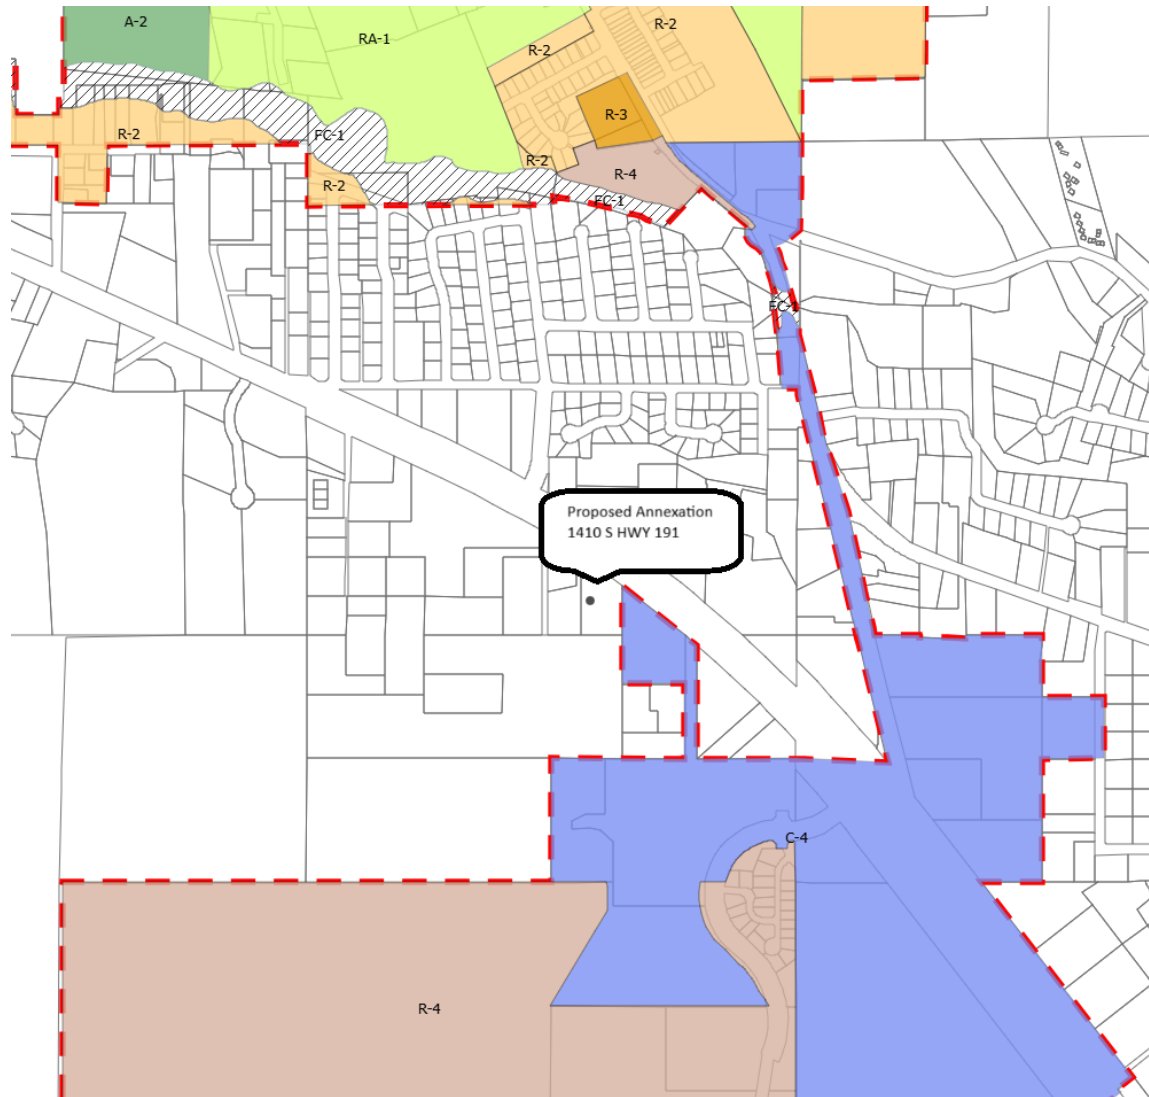 A-2
RA-1
R-2
R-2
R-3
R-2
FC-1
R-2
R-4
R-2
FC-1
FC-1
Proposed Annexation
1410 S HWY 191
C-4
R-4